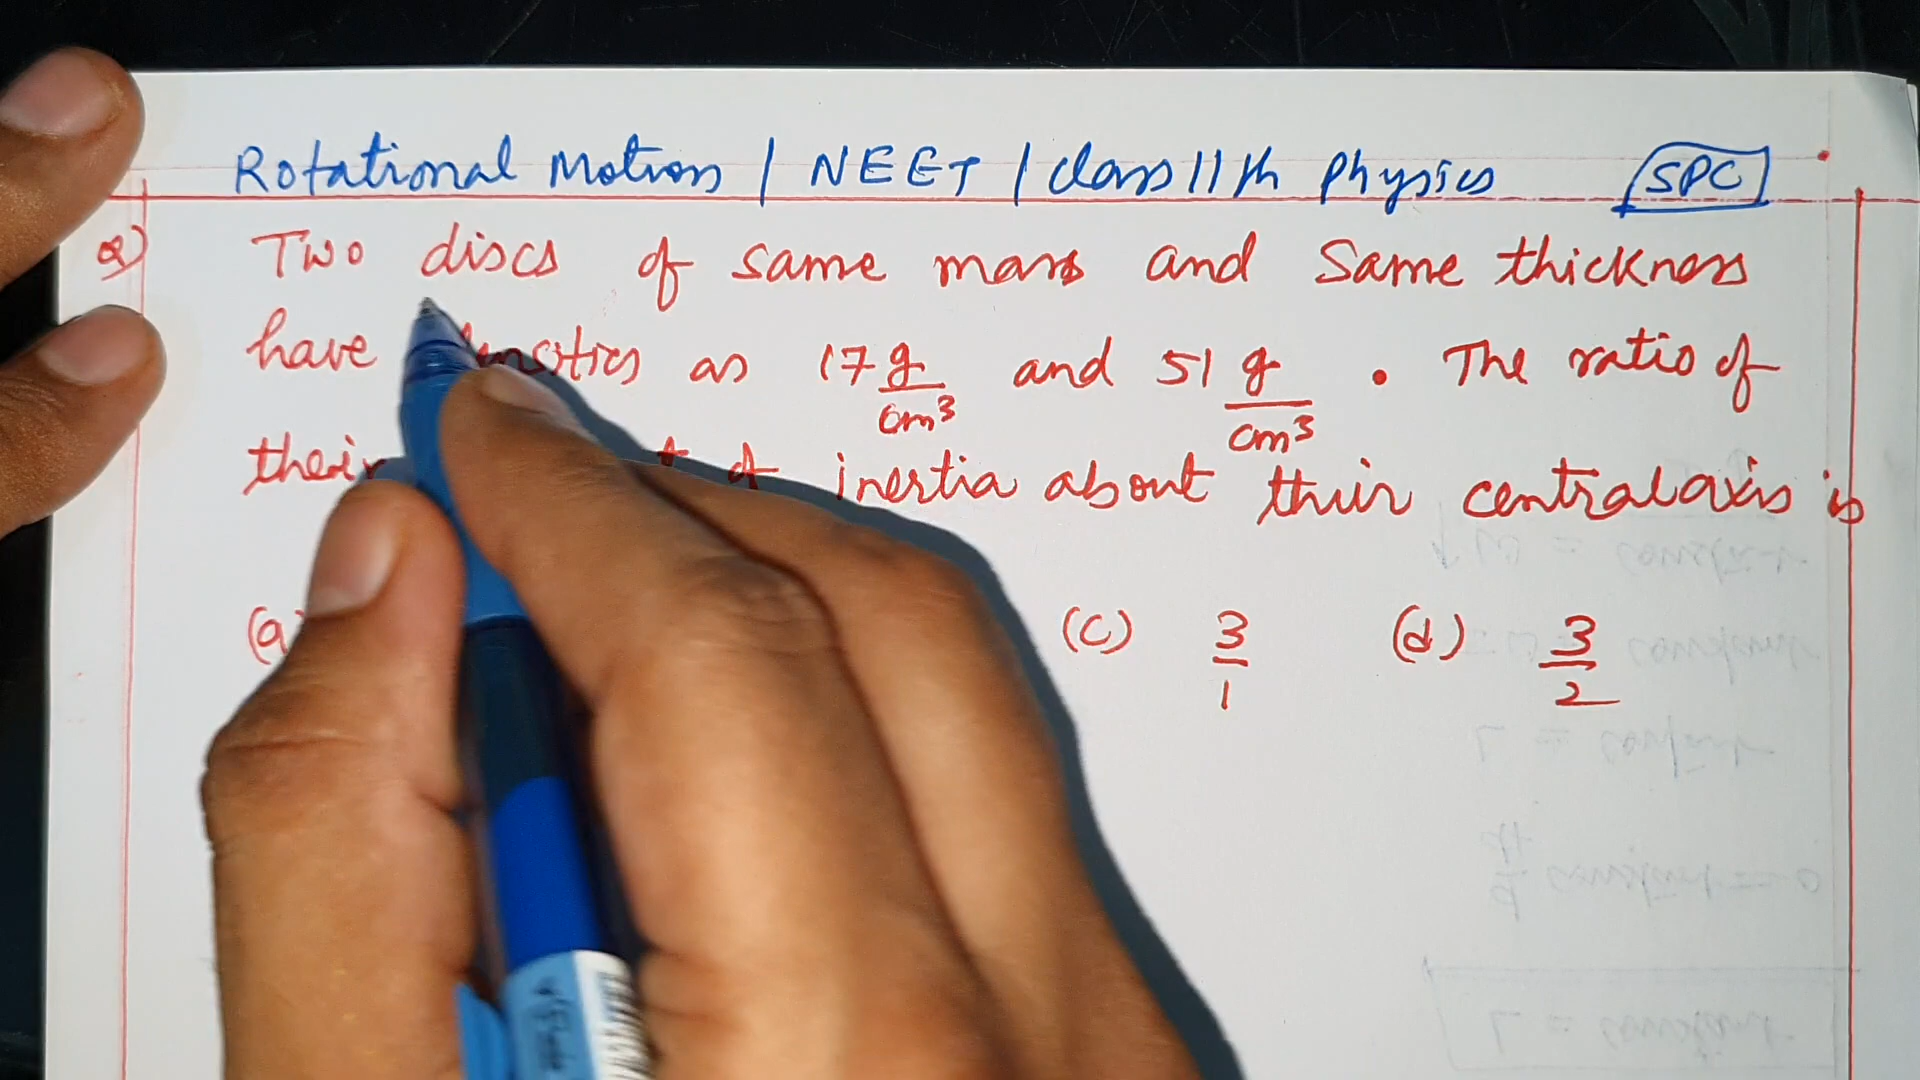 Rotational Motion | NEET | class 11th Physics SPC
Q) Two discs of same mass and same thickness
have densities as 17 g/cm³ and 51 g/cm³ . The ratio of
their of inertia about their central axis is
(a) (c) 3/1 (d) 3/2